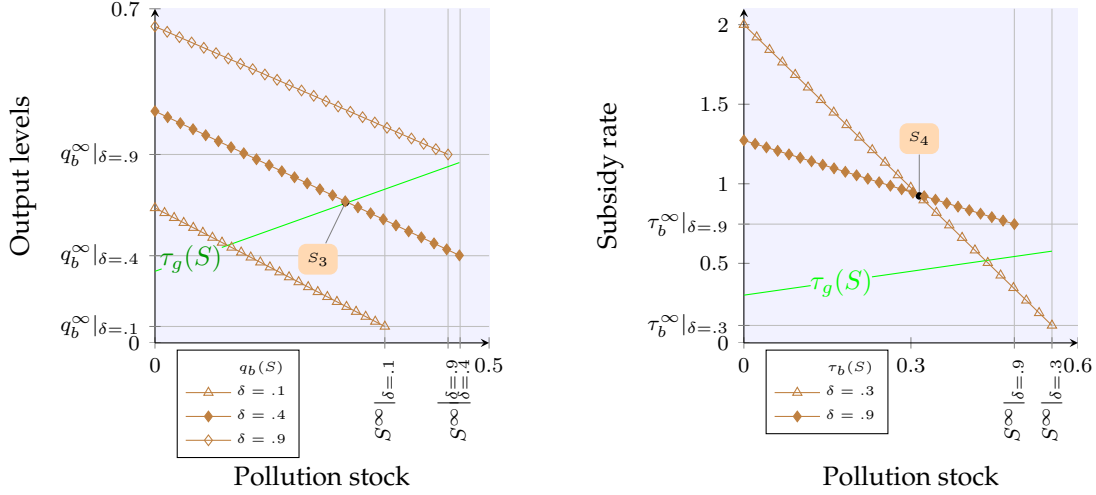 Output levels
0.7
q_b^∞|δ=.9
q_b^∞|δ=.4
q_b^∞|δ=.1
0
τ_g(S)
S_3
0
S^∞|δ=.1
S^∞|δ=.9
S^∞|δ=.4
0.5
q_b(S)
δ = .1
δ = .4
δ = .9
Pollution stock
Subsidy rate
2
1.5
1
τ_b^∞|δ=.9
0.5
τ_b^∞|δ=.3
0
S_4
τ_g(S)
0
0.3
S^∞|δ=.9
S^∞|δ=.3
0.6
τ_b(S)
δ = .3
δ = .9
Pollution stock